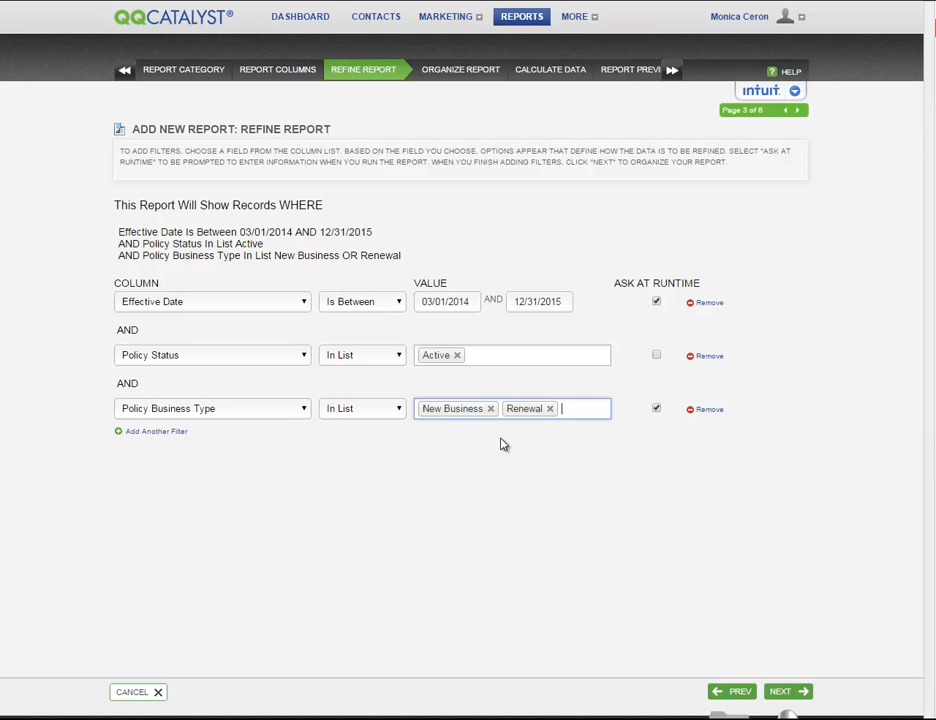 QQCATALYST®
DASHBOARD
CONTACTS
MARKETING
REPORTS
MORE
Monica Ceron
REPORT CATEGORY
REPORT COLUMNS
REFINE REPORT
ORGANIZE REPORT
CALCULATE DATA
REPORT PREVI
? HELP
intuit
Page 3 of 6
ADD NEW REPORT: REFINE REPORT
TO ADD FILTERS, CHOOSE A FIELD FROM THE COLUMN LIST. BASED ON THE FIELD YOU CHOOSE, OPTIONS APPEAR THAT DEFINE HOW THE DATA IS TO BE REFINED. SELECT "ASK AT
RUNTIME" TO BE PROMPTED TO ENTER INFORMATION WHEN YOU RUN THE REPORT. WHEN YOU FINISH ADDING FILTERS, CLICK "NEXT" TO ORGANIZE YOUR REPORT.
This Report Will Show Records WHERE
Effective Date Is Between 03/01/2014 AND 12/31/2015
AND Policy Status In List Active
AND Policy Business Type In List New Business OR Renewal
COLUMN
VALUE
ASK AT RUNTIME
Effective Date
Is Between
03/01/2014
AND
12/31/2015
Remove
AND
Policy Status
In List
Active
Remove
AND
Policy Business Type
In List
New Business
Renewal
Remove
Add Another Filter
CANCEL
PREV
NEXT